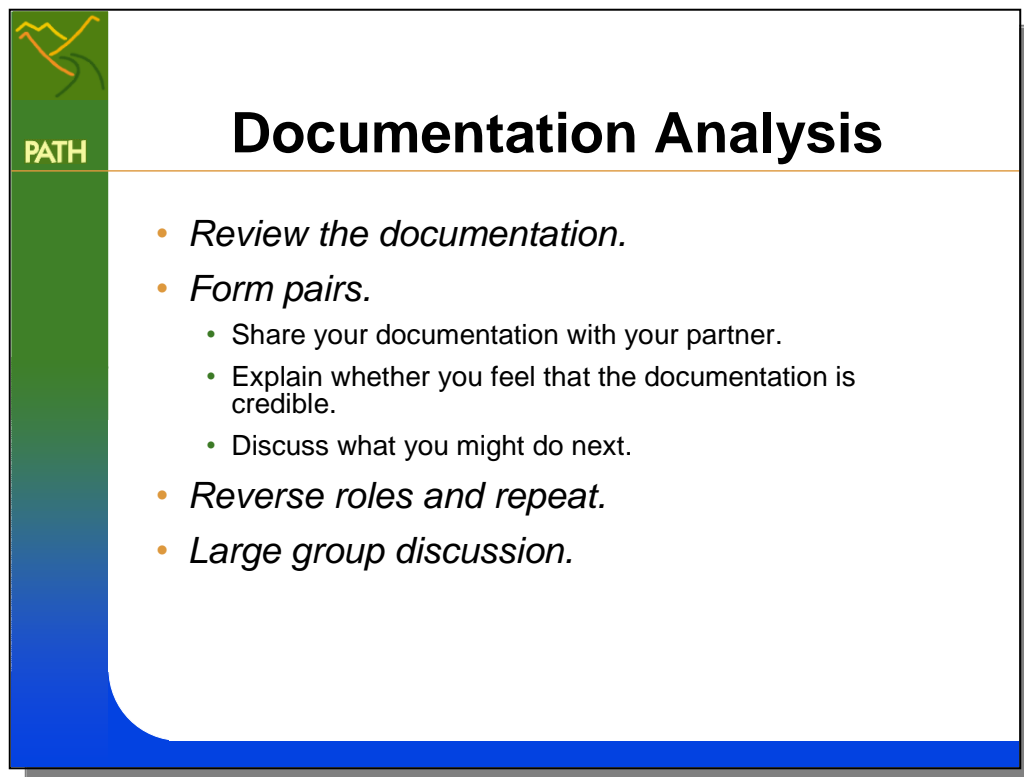 PATH
Documentation Analysis
• Review the documentation.
• Form pairs.
• Share your documentation with your partner.
• Explain whether you feel that the documentation is
credible.
• Discuss what you might do next.
• Reverse roles and repeat.
• Large group discussion.